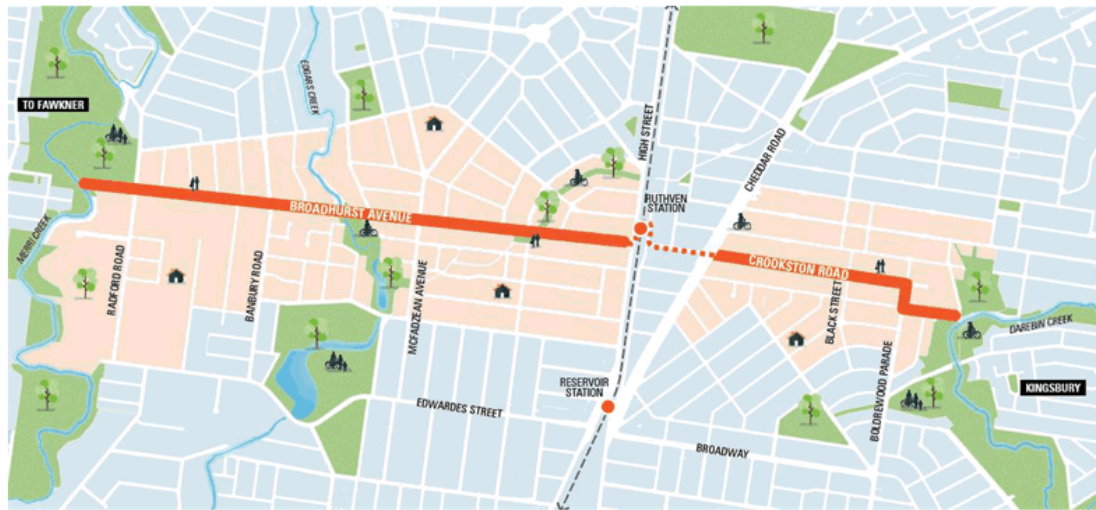 TO FAWKNER
EDGARS CREEK
HIGH STREET
CHEDDAR ROAD
RUTHVEN
STATION
BROADHURST AVENUE
MERRI CREEK
RADFORD ROAD
BANBURY ROAD
MCFADZEAN AVENUE
CROOKSTON ROAD
BLACK STREET
DAREBIN CREEK
BOLDREWOOD PARADE
KINGSBURY
RESERVOIR
STATION
EDWARDES STREET
BROADWAY